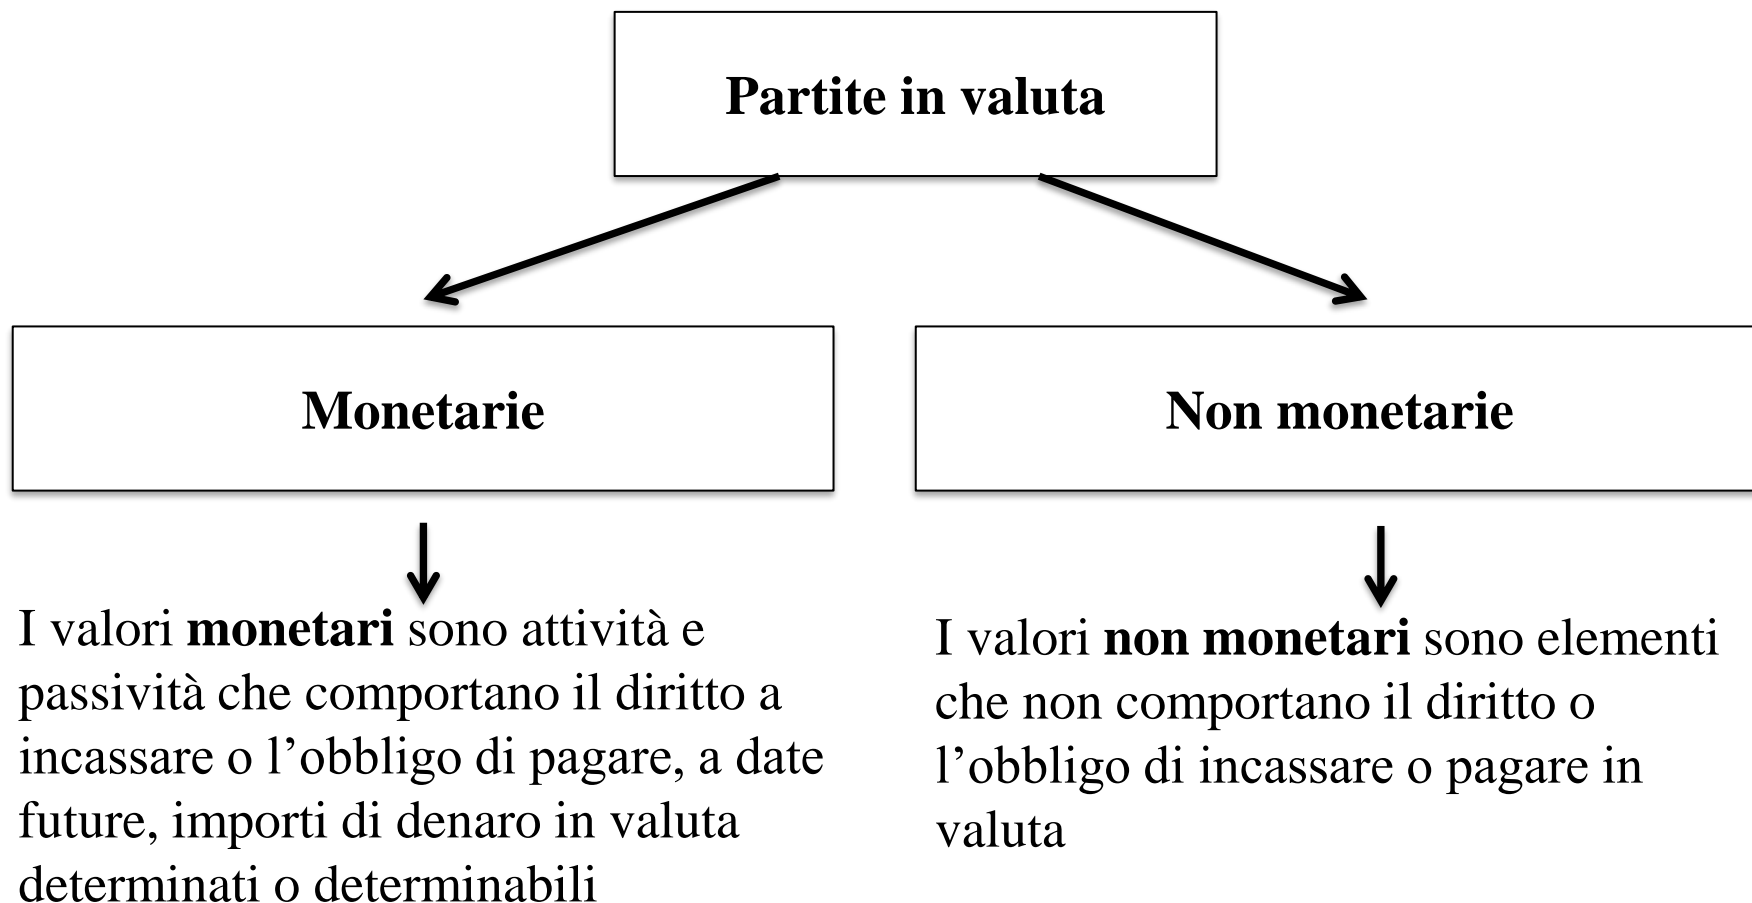 Partite in valuta
Monetarie
Non monetarie
I valori monetari sono attività e
passività che comportano il diritto a
incassare o l’obbligo di pagare, a date
future, importi di denaro in valuta
determinati o determinabili
I valori non monetari sono elementi
che non comportano il diritto o
l’obbligo di incassare o pagare in
valuta